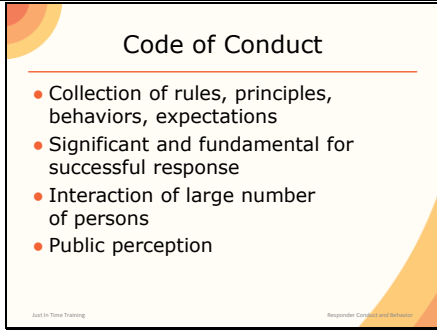 Code of Conduct
• Collection of rules, principles,
behaviors, expectations
• Significant and fundamental for
successful response
• Interaction of large number
of persons
• Public perception
Just In Time Training
Responder Conduct and Behavior